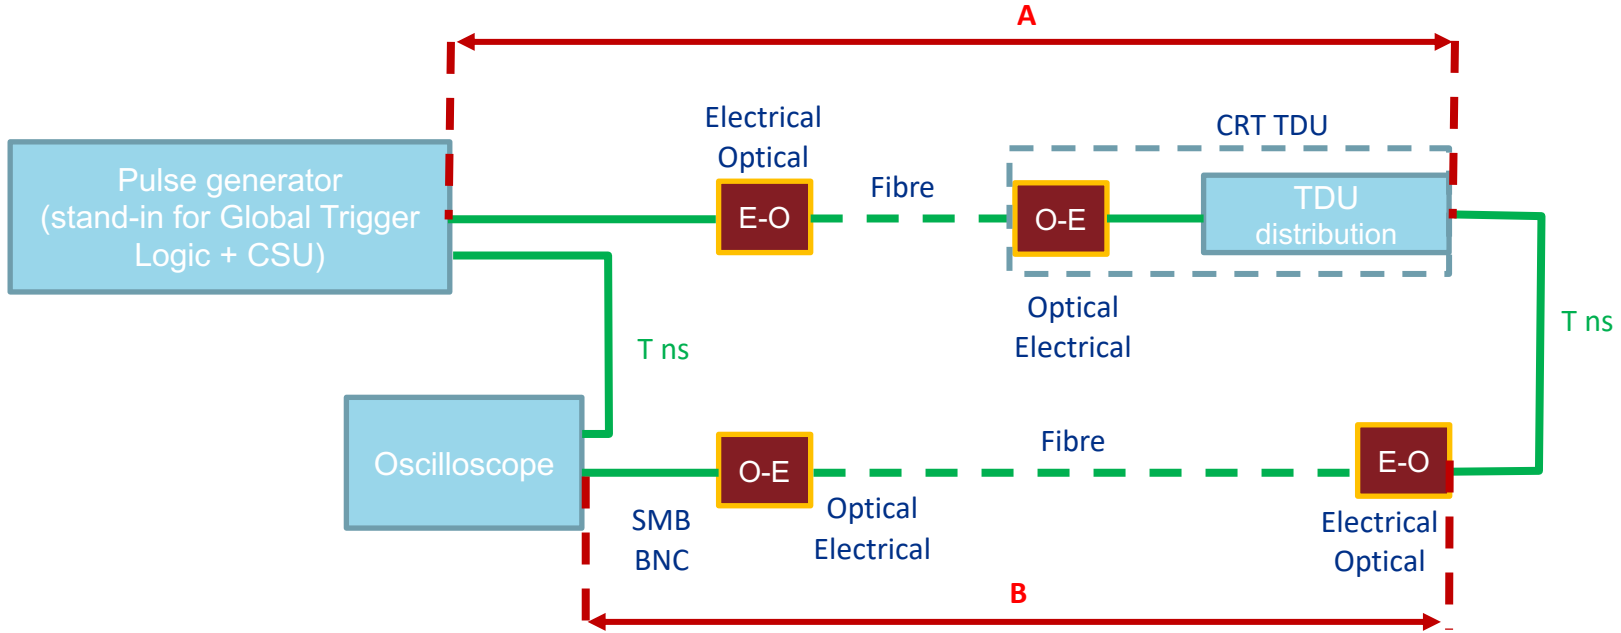 A
Electrical
Optical
CRT TDU
Pulse generator
(stand-in for Global Trigger
Logic + CSU)
E-O
Fibre
O-E
TDU
distribution
Optical
Electrical
T ns
T ns
Oscilloscope
O-E
Fibre
E-O
SMB
BNC
Optical
Electrical
Electrical
Optical
B